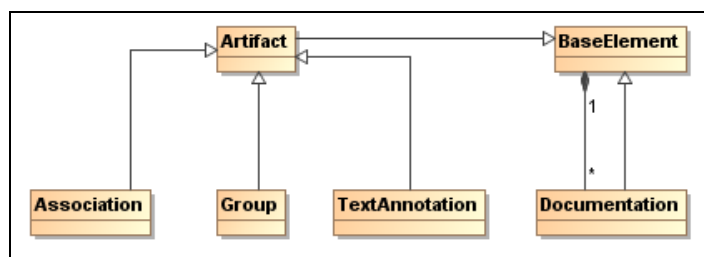 Artifact
BaseElement
1
*
Association
Group
TextAnnotation
Documentation